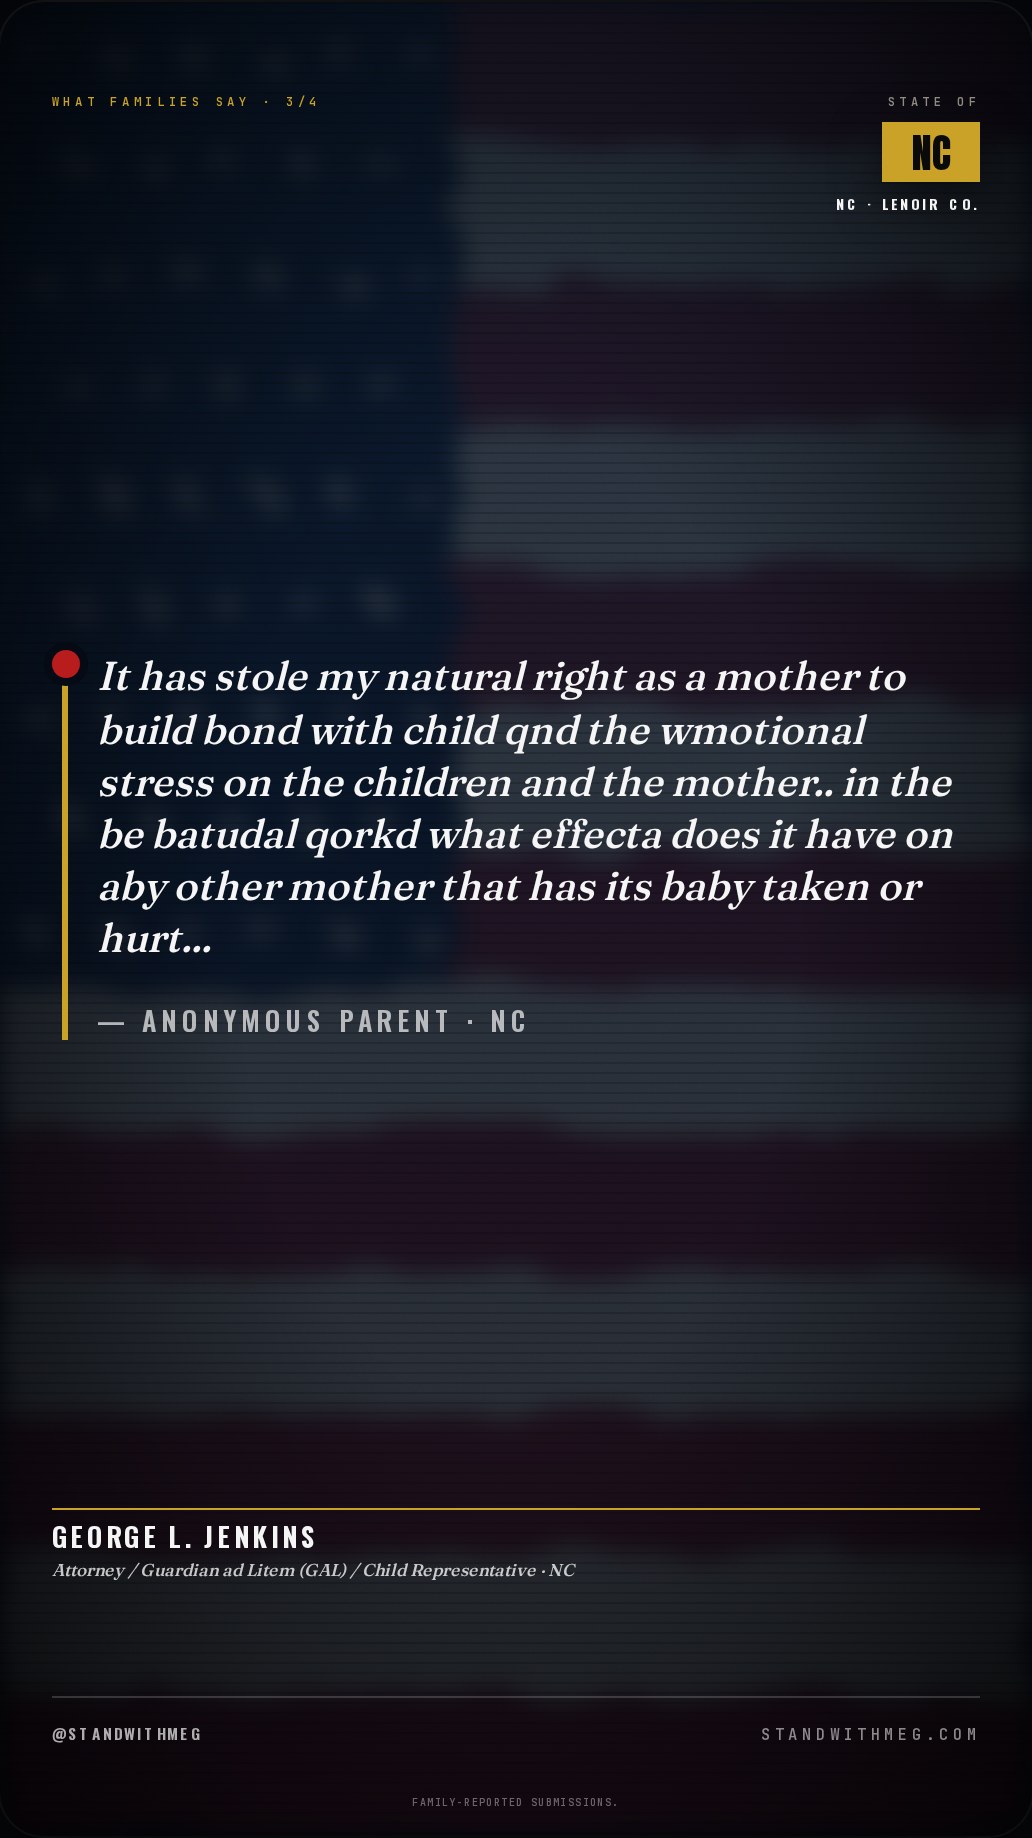 WHAT FAMILIES SAY · 3/4
STATE OF
NC
NC · LENOIR CO.
It has stole my natural right as a mother to
build bond with child qnd the wmotional
stress on the children and the mother.. in the
be batudal qorkd what effecta does it have on
aby other mother that has its baby taken or
hurt...
— ANONYMOUS PARENT · NC
GEORGE L. JENKINS
Attorney / Guardian ad Litem (GAL) / Child Representative · NC
@STANDWITHMEG
STANDWITHMEG.COM
FAMILY-REPORTED SUBMISSIONS.